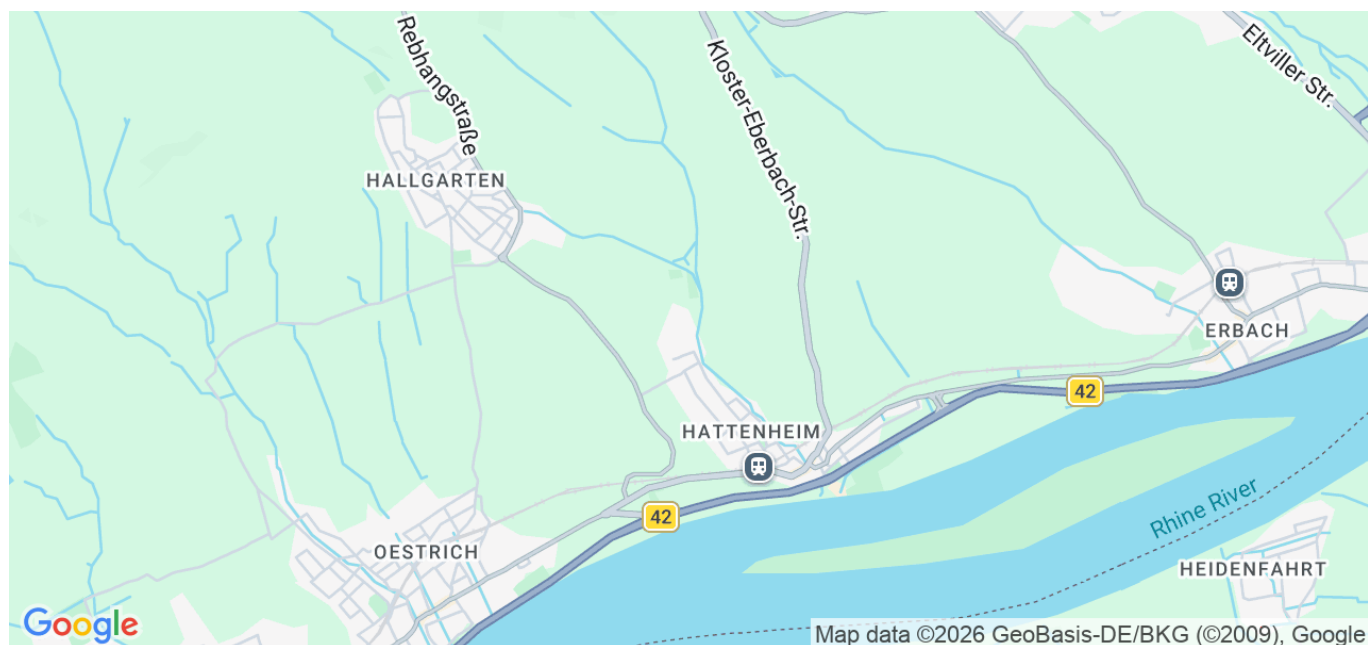 Rebhangstraße
Kloster-Eberbach-Str.
Eltviller Str.
HALLGARTEN
ERBACH
42
HATTENHEIM
42
Rhine River
OESTRICH
HEIDENFAHRT
Google
Map data ©2026 GeoBasis-DE/BKG (©2009), Google